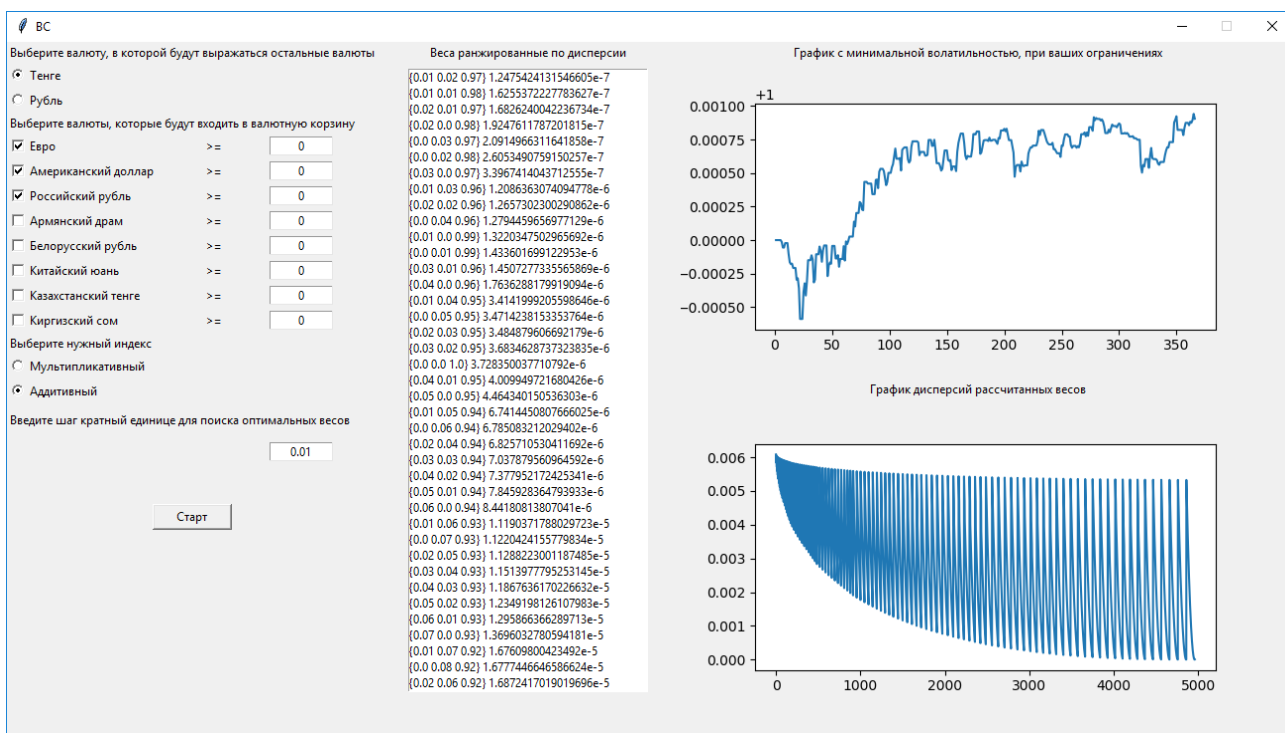 BC
Выберите валюту, в которой будут выражаться остальные валюты
Тенге
Рубль
Выберите валюты, которые будут входить в валютную корзину
Евро >= 0
Американский доллар >= 0
Российский рубль >= 0
Армянский драм >= 0
Белорусский рубль >= 0
Китайский юань >= 0
Казахстанский тенге >= 0
Киргизский сом >= 0
Выберите нужный индекс
Мультипликативный
Аддитивный
Введите шаг кратный единице для поиска оптимальных весов
0.01
Старт
Веса ранжированные по дисперсии
{0.01 0.02 0.97} 1.2475424131546605e-7
{0.01 0.01 0.98} 1.6255372227783627e-7
{0.02 0.01 0.97} 1.6826240042236734e-7
{0.02 0.0 0.98} 1.9247611787201815e-7
{0.0 0.03 0.97} 2.0914966311641858e-7
{0.0 0.02 0.98} 2.6053490759150257e-7
{0.03 0.0 0.97} 3.3967414043712555e-7
{0.01 0.03 0.96} 1.2086363074094778e-6
{0.02 0.02 0.96} 1.2657302300290862e-6
{0.0 0.04 0.96} 1.2794459656977129e-6
{0.01 0.0 0.99} 1.3220347502965692e-6
{0.0 0.01 0.99} 1.433601699122953e-6
{0.03 0.01 0.96} 1.4507277335565869e-6
{0.04 0.0 0.96} 1.7636288179919094e-6
{0.01 0.04 0.95} 3.4141999205598646e-6
{0.0 0.05 0.95} 3.4714238153353764e-6
{0.02 0.03 0.95} 3.484879606692179e-6
{0.03 0.02 0.95} 3.6834628737323835e-6
{0.0 0.0 1.0} 3.728350037710792e-6
{0.04 0.01 0.95} 4.009949721680426e-6
{0.05 0.0 0.95} 4.464340150536303e-6
{0.01 0.05 0.94} 6.7414450807666025e-6
{0.0 0.06 0.94} 6.785083212029402e-6
{0.02 0.04 0.94} 6.825710530411692e-6
{0.03 0.03 0.94} 7.037879560964592e-6
{0.04 0.02 0.94} 7.377952172425341e-6
{0.05 0.01 0.94} 7.845928364793933e-6
{0.06 0.0 0.94} 8.44180813807041e-6
{0.01 0.06 0.93} 1.1190371788029723e-5
{0.0 0.07 0.93} 1.1220424155779834e-5
{0.02 0.05 0.93} 1.1288223001187485e-5
{0.03 0.04 0.93} 1.1513977795253145e-5
{0.04 0.03 0.93} 1.1867636170226632e-5
{0.05 0.02 0.93} 1.2349198126107983e-5
{0.06 0.01 0.93} 1.295866366289713e-5
{0.07 0.0 0.93} 1.3696032780594181e-5
{0.01 0.07 0.92} 1.67609800423492e-5
{0.0 0.08 0.92} 1.6777446646586624e-5
{0.02 0.06 0.92} 1.6872417019019696e-5
График с минимальной волатильностью, при ваших ограничениях
+1
0.00100
0.00075
0.00050
0.00025
0.00000
−0.00025
−0.00050
0 50 100 150 200 250 300 350
График дисперсий рассчитанных весов
0.006
0.005
0.004
0.003
0.002
0.001
0.000
0 1000 2000 3000 4000 5000